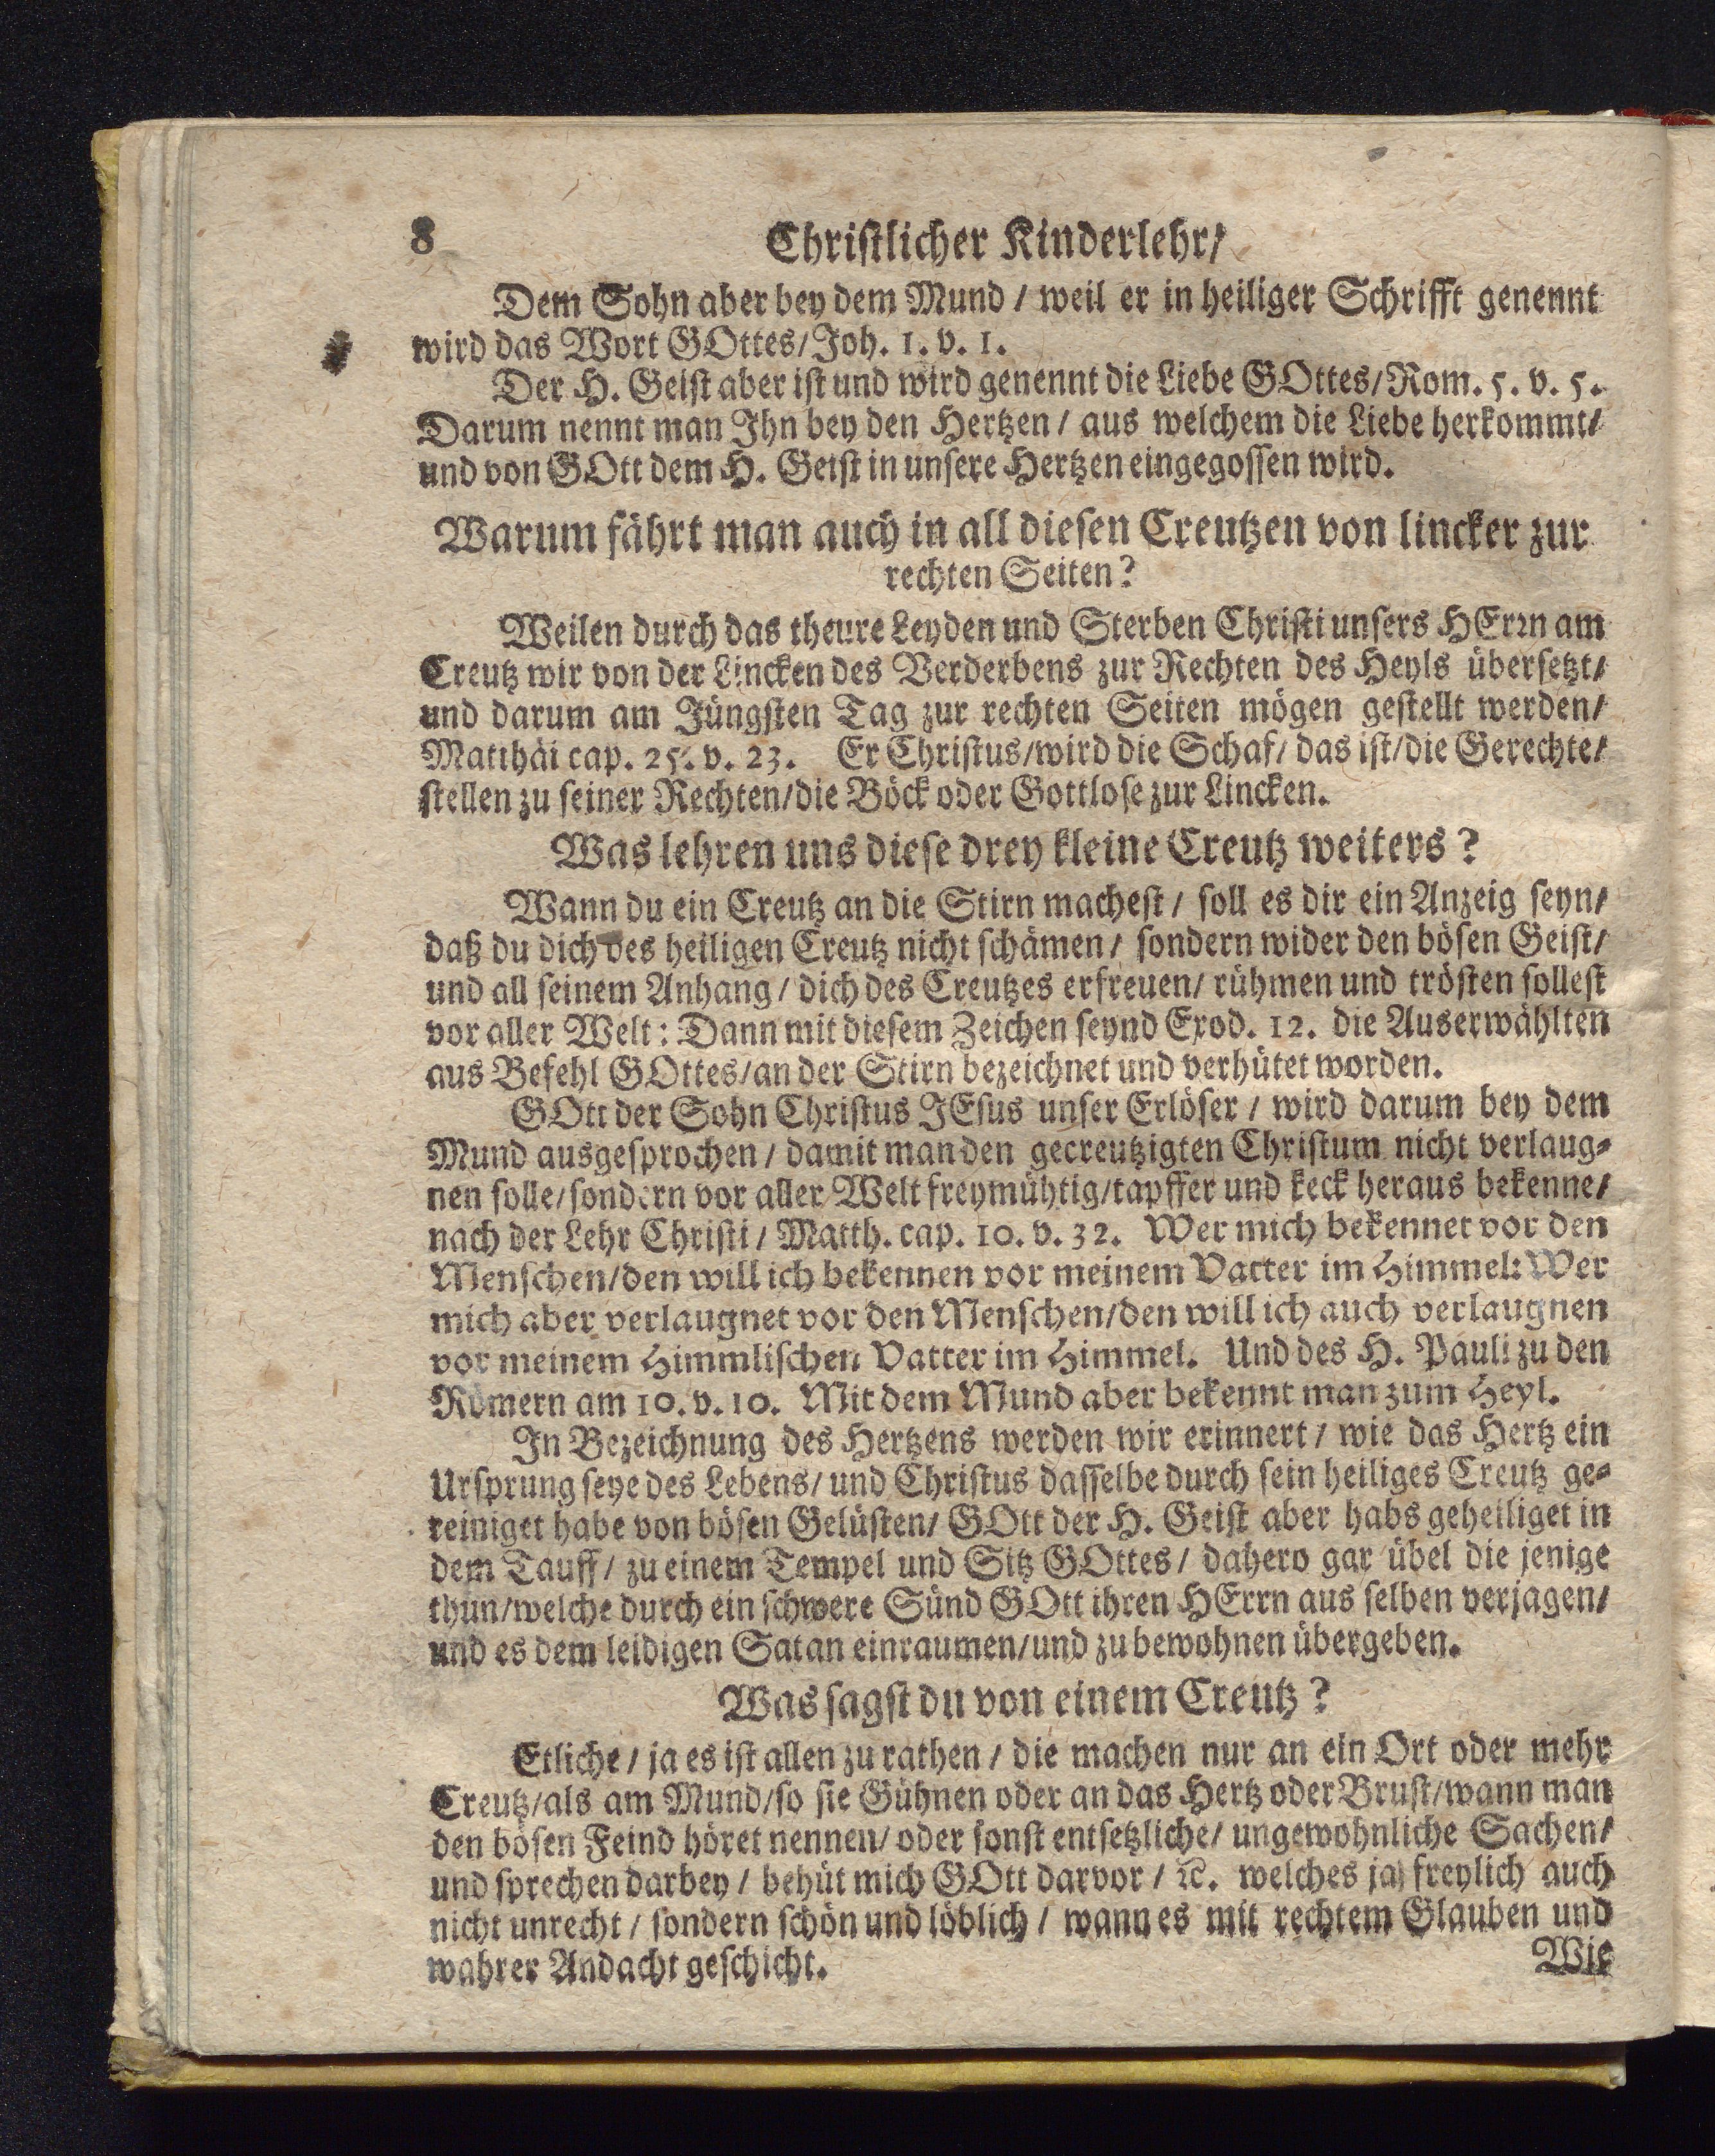 8 Christlicher Kinderlehr/
Dem Sohn aber bey dem Mund / weil er in heiliger Schrifft genennt
wird das Wort GOttes/ Joh. 1. v. 1.
Der H. Geist aber ist und wird genennt die Liebe GOttes/ Rom. 5. v. 5.
Darum nennt man Ihn bey den Hertzen / aus welchem die Liebe herkommt/
und von GOtt dem H. Geist in unsere Hertzen eingegossen wird.
Warum fährt man auch in all diesen Creutzen von lincker zur
rechten Seiten?
Weilen durch das theure Leyden und Sterben Christi unsers HErrn am
Creutz wir von der Lincken des Verderbens zur Rechten des Heyls übersetzt/
und darum am Jüngsten Tag zur rechten Seiten mögen gestellt werden/
Matthäi cap. 25. v. 23. Er Christus/wird die Schaf/ das ist/die Gerechte/
stellen zu seiner Rechten/die Böck oder Gottlose zur Lincken.
Was lehren uns diese drey kleine Creutz weiters?
Wann du ein Creutz an die Stirn machest / soll es dir ein Anzeig seyn/
daß du dich des heiligen Creutz nicht schämen / sondern wider den bösen Geist/
und all seinem Anhang / dich des Creutzes erfreuen/ rühmen und trösten sollest
vor aller Welt: Dann mit diesem Zeichen seynd Exod. 12. die Auserwählten
aus Befehl GOttes/an der Stirn bezeichnet und verhütet worden.
GOtt der Sohn Christus JEsus unser Erlöser / wird darum bey dem
Mund ausgesprochen / damit man den gecreutzigten Christum nicht verlaug-
nen solle/sondern vor aller Welt freymühtig/tapffer und keck heraus bekenne/
nach der Lehr Christi / Matth. cap. 10. v. 32. Wer mich bekennet vor den
Menschen/den will ich bekennen vor meinem Vatter im Himmel: Wer
mich aber verlaugnet vor den Menschen/den will ich auch verlaugnen
vor meinem Himmlischen Vatter im Himmel. Und des H. Pauli zu den
Römern am 10. v. 10. Mit dem Mund aber bekennt man zum Heyl.
In Bezeichnung des Hertzens werden wir erinnert / wie das Hertz ein
Ursprung seye des Lebens/ und Christus dasselbe durch sein heiliges Creutz ge-
reiniget habe von bösen Gelüsten/ GOtt der H. Geist aber habs geheiliget in
dem Tauff / zu einem Tempel und Sitz GOttes / dahero gar übel die jenige
thun/welche durch ein schwere Sünd GOtt ihren HErrn aus selben verjagen/
und es dem leidigen Satan einraumen/und zu bewohnen übergeben.
Was sagst du von einem Creutz?
Etliche / ja es ist allen zu rathen / die machen nur an ein Ort oder mehr
Creutz/als am Mund/so sie Gühnen oder an das Hertz oder Brust/wann man
den bösen Feind höret nennen/ oder sonst entsetzliche/ ungewohnliche Sachen/
und sprechen darbey / behüt mich GOtt darvor / ꝛc. welches ja freylich auch
nicht unrecht / sondern schön und löblich / wann es mit rechtem Glauben und
wahrer Andacht geschicht.
Wie